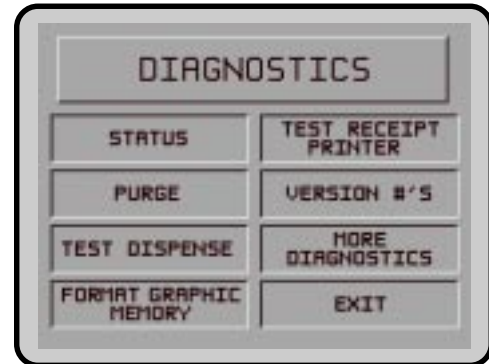 DIAGNOSTICS
STATUS
TEST RECEIPT
PRINTER
PURGE
VERSION #'S
TEST DISPENSE
MORE
DIAGNOSTICS
FORMAT GRAPHIC
MEMORY
EXIT